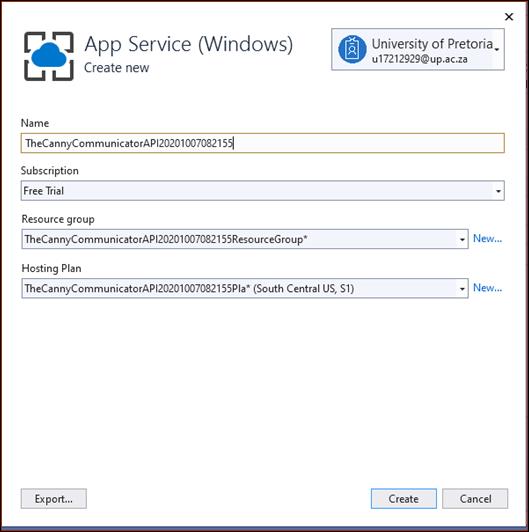 App Service (Windows)
Create new
University of Pretoria
u17212929@up.ac.za
Name
TheCannyCommunicatorAPI20201007082155
Subscription
Free Trial
Resource group
TheCannyCommunicatorAPI20201007082155ResourceGroup*
New...
Hosting Plan
TheCannyCommunicatorAPI20201007082155Pla* (South Central US, S1)
New...
Export...
Create
Cancel